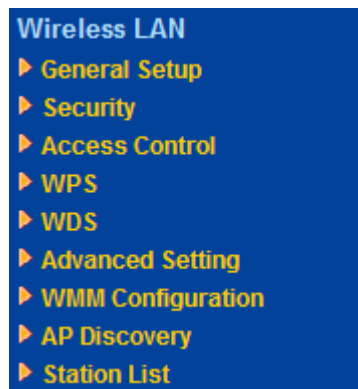 Wireless LAN
General Setup
Security
Access Control
WPS
WDS
Advanced Setting
WMM Configuration
AP Discovery
Station List